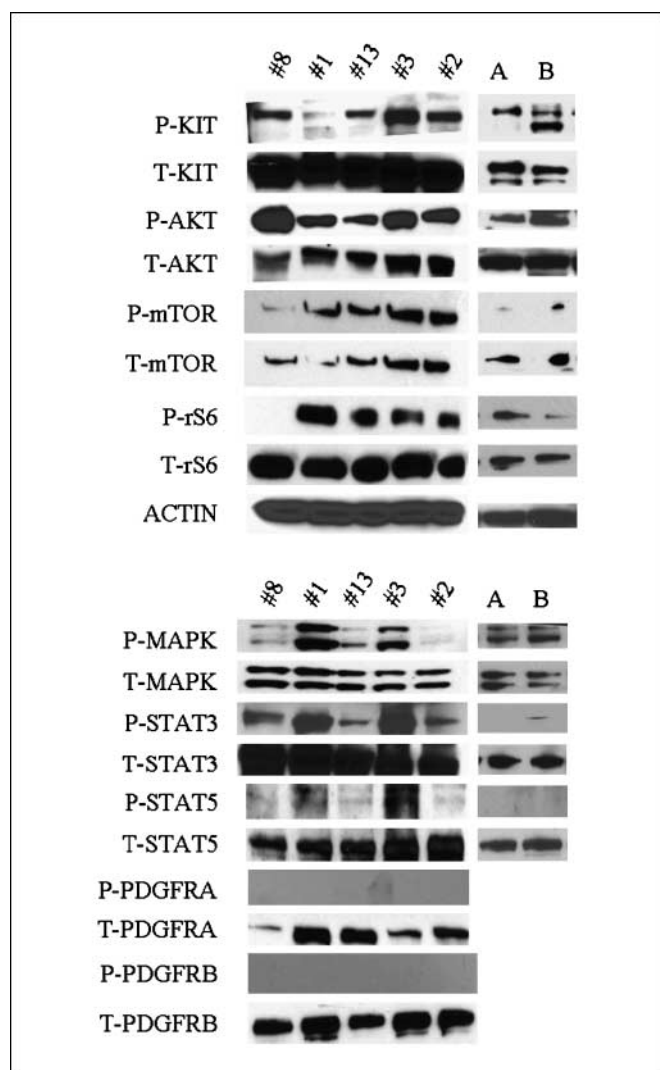 #8 #1 #13 #3 #2 A B
P-KIT
T-KIT
P-AKT
T-AKT
P-mTOR
T-mTOR
P-rS6
T-rS6
ACTIN
#8 #1 #13 #3 #2 A B
P-MAPK
T-MAPK
P-STAT3
T-STAT3
P-STAT5
T-STAT5
P-PDGFRA
T-PDGFRA
P-PDGFRB
T-PDGFRB